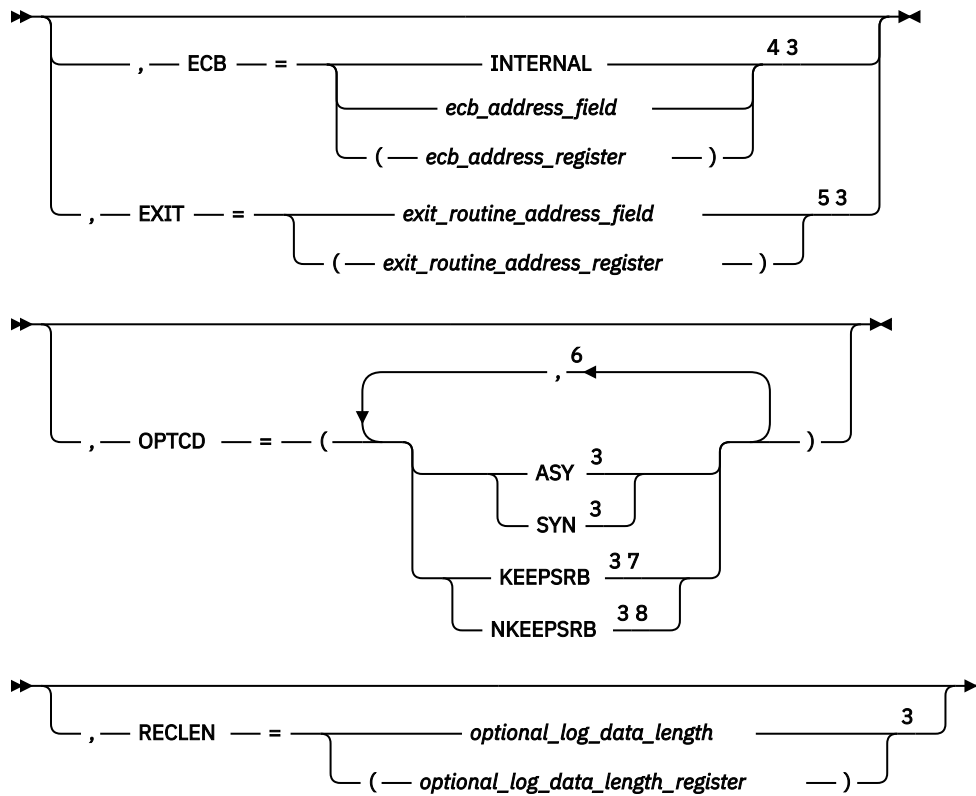 , ECB = INTERNAL 4 3
ecb_address_field
( ecb_address_register )
, EXIT = exit_routine_address_field 5 3
( exit_routine_address_register )
, 6
, OPTCD = ( )
ASY 3
SYN 3
KEEPSRB 3 7
NKEEPSRB 3 8
, RECLEN = optional_log_data_length 3
( optional_log_data_length_register )